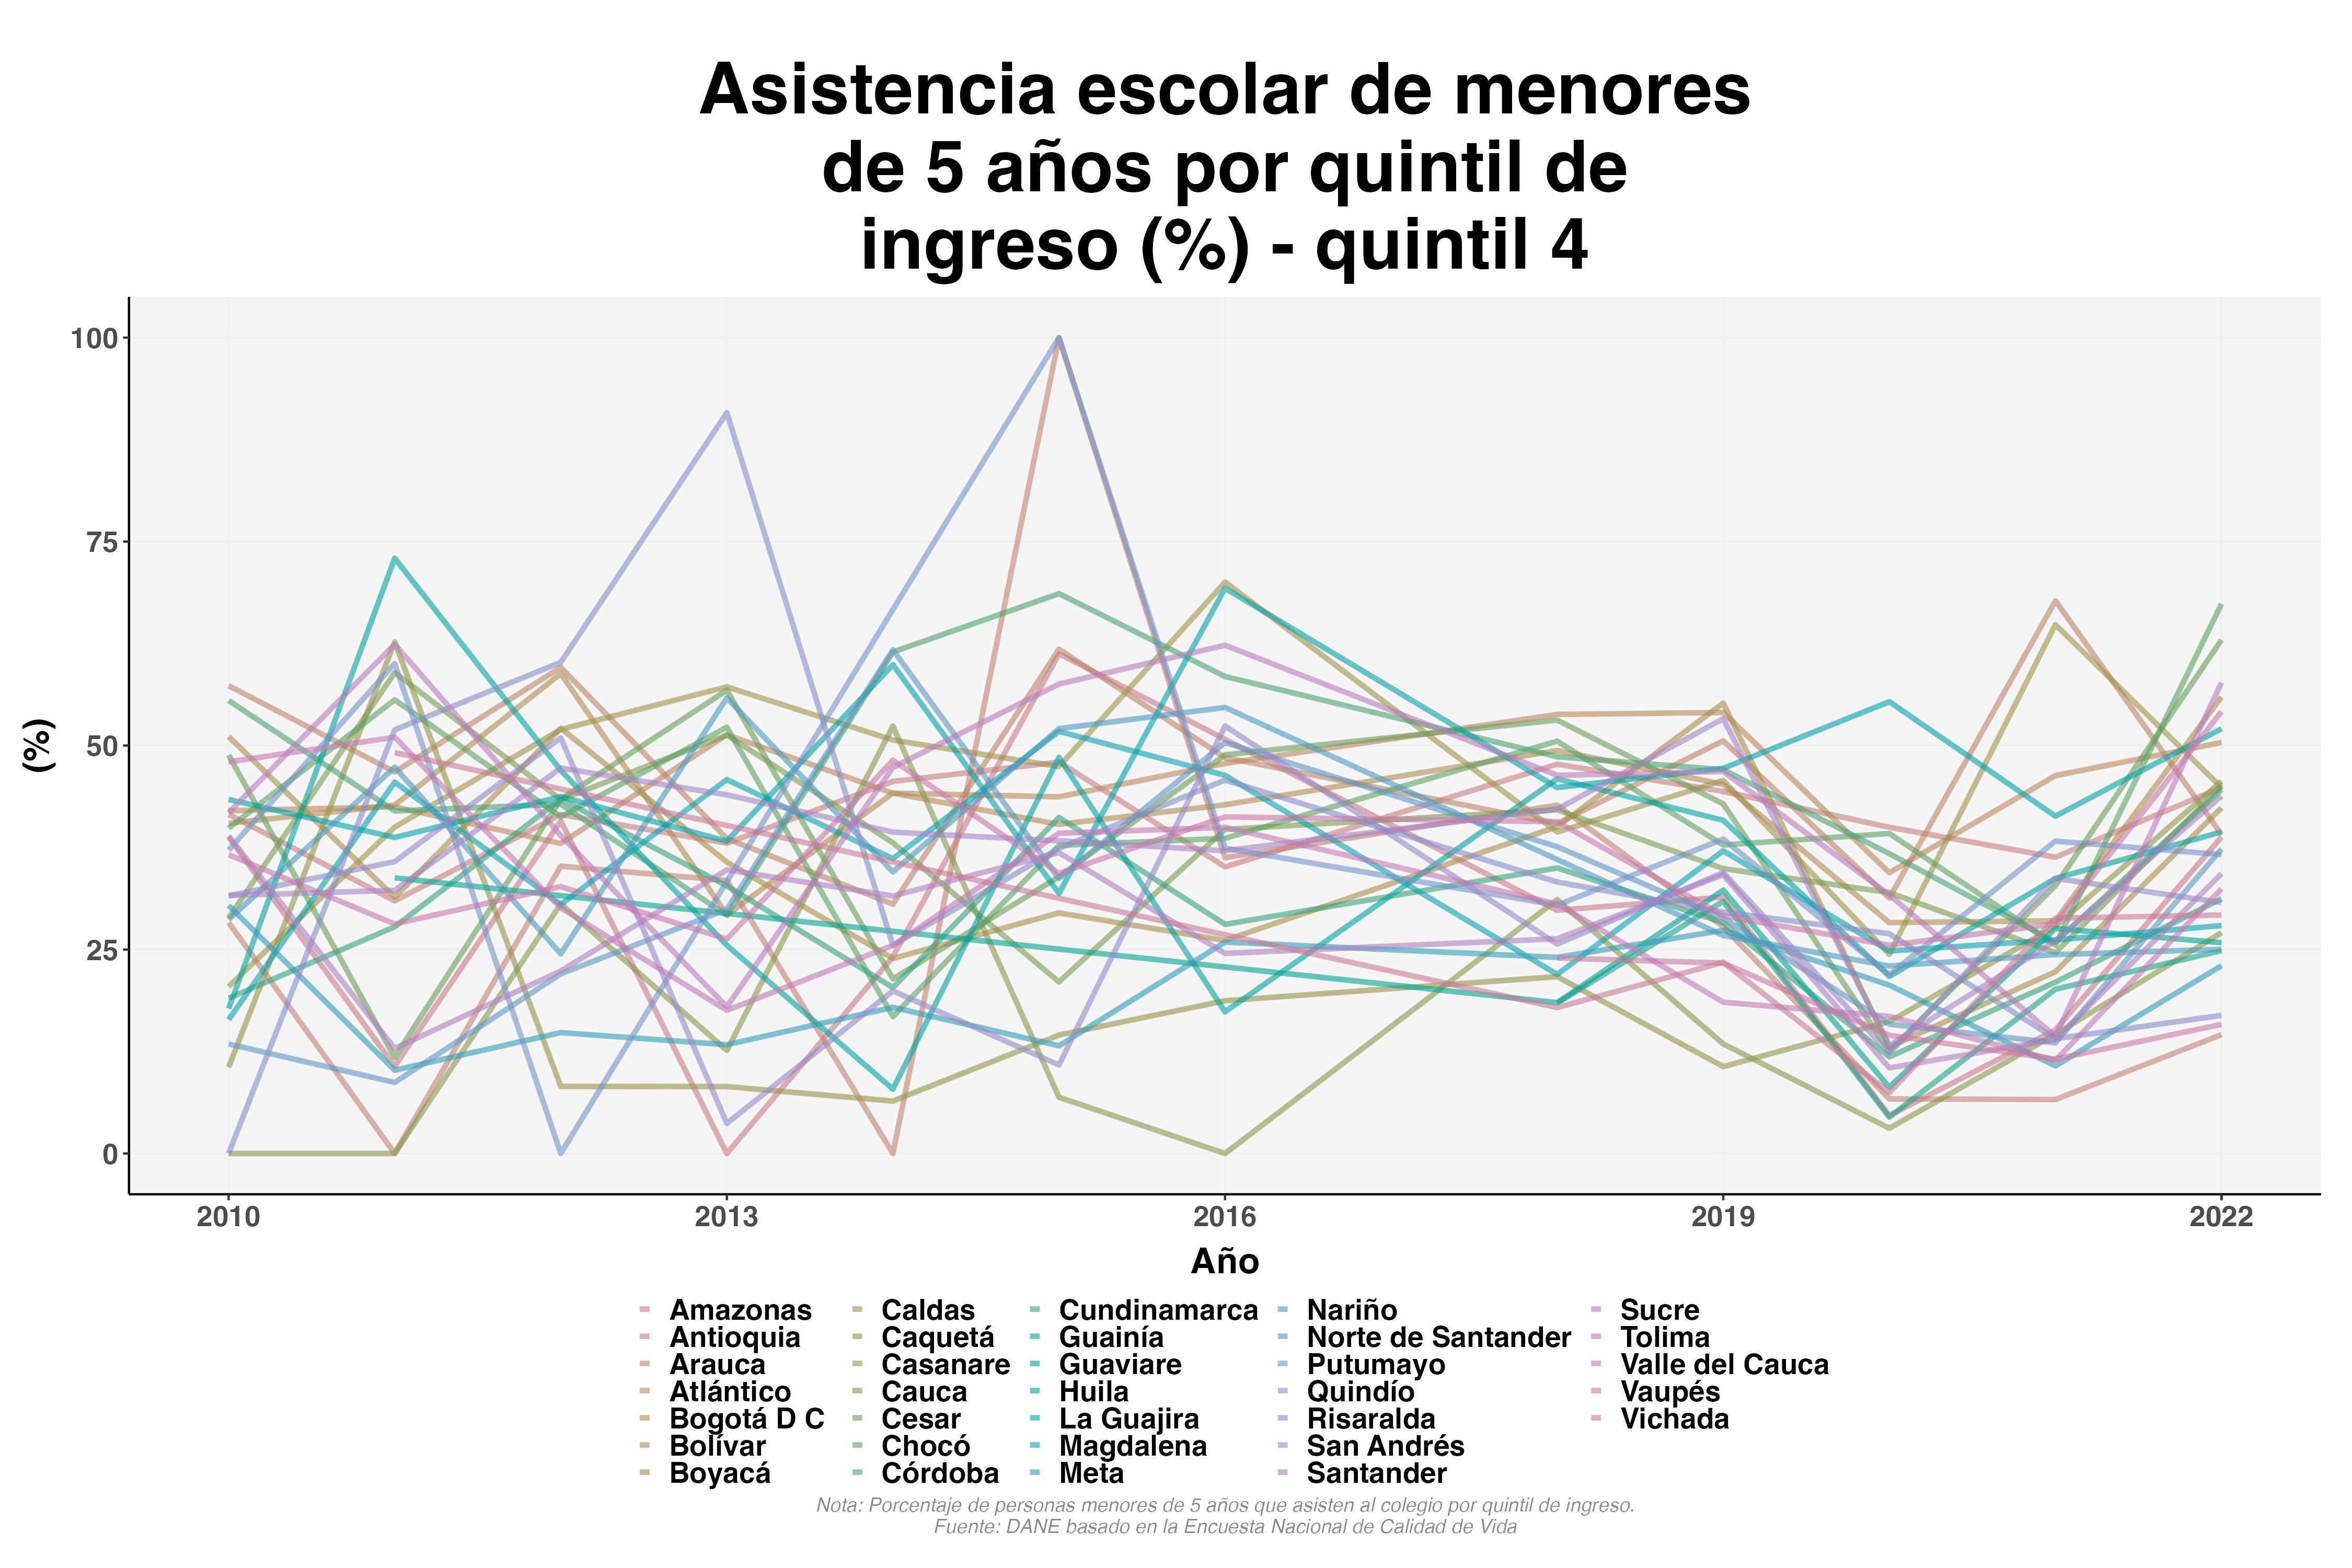 Asistencia escolar de menores
de 5 años por quintil de
ingreso (%) - quintil 4
(%)
100
75
50
25
0
2010 2013 2016 2019 2022
Año
Amazonas Caldas Cundinamarca Nariño Sucre
Antioquia Caquetá Guainía Norte de Santander Tolima
Arauca Casanare Guaviare Putumayo Valle del Cauca
Atlántico Cauca Huila Quindío Vaupés
Bogotá D C Cesar La Guajira Risaralda Vichada
Bolívar Chocó Magdalena San Andrés
Boyacá Córdoba Meta Santander
Nota: Porcentaje de personas menores de 5 años que asisten al colegio por quintil de ingreso.
Fuente: DANE basado en la Encuesta Nacional de Calidad de Vida